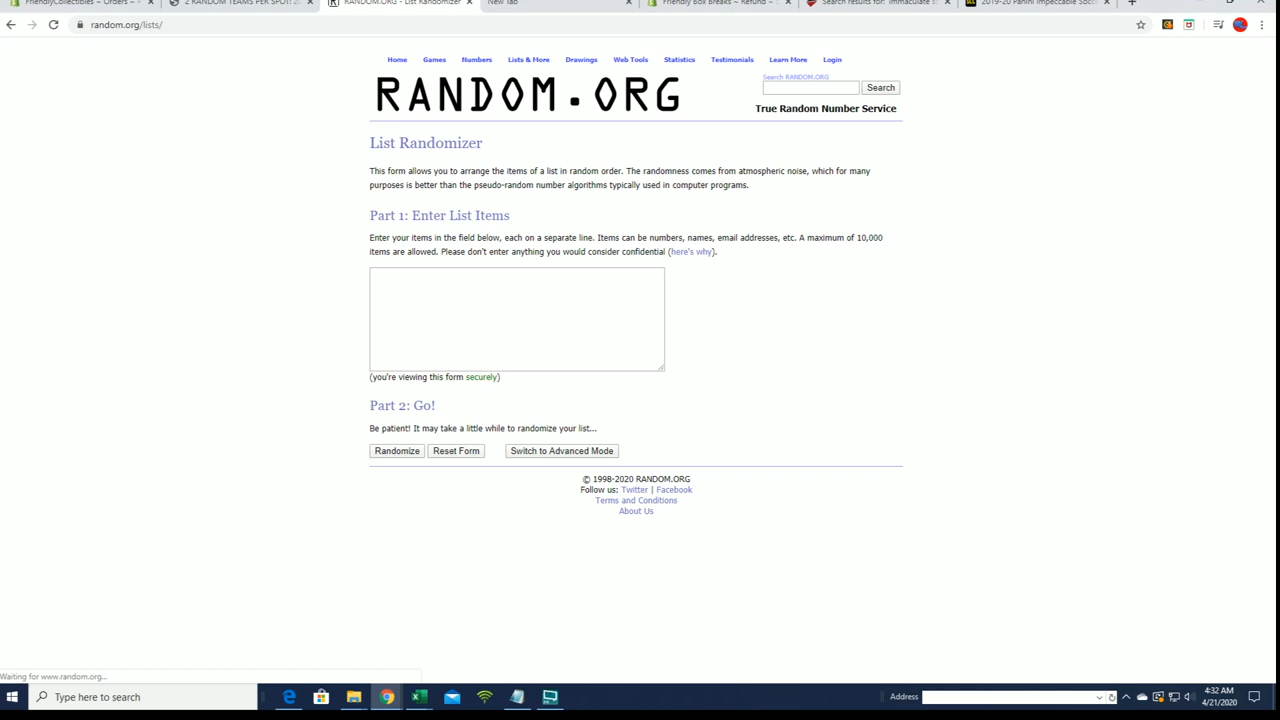 FriendlyCollectibles ~ Orders ~
2 RANDOM TEAMS PER SPOT: 2
RANDOM.ORG - List Randomizer
New Tab
Friendly Box Breaks ~ Refund ~
Search results for: 'immaculate s
2019-20 Panini Impeccable Socc
random.org/lists/
Home Games Numbers Lists & More Drawings Web Tools Statistics Testimonials Learn More Login
RANDOM.ORG
Search RANDOM.ORG
Search
True Random Number Service
List Randomizer
This form allows you to arrange the items of a list in random order. The randomness comes from atmospheric noise, which for many
purposes is better than the pseudo-random number algorithms typically used in computer programs.
Part 1: Enter List Items
Enter your items in the field below, each on a separate line. Items can be numbers, names, email addresses, etc. A maximum of 10,000
items are allowed. Please don't enter anything you would consider confidential (here's why).
(you're viewing this form securely)
Part 2: Go!
Be patient! It may take a little while to randomize your list...
Randomize Reset Form Switch to Advanced Mode
© 1998-2020 RANDOM.ORG
Follow us: Twitter | Facebook
Terms and Conditions
About Us
Waiting for www.random.org...
Type here to search
Address
4:32 AM
4/21/2020